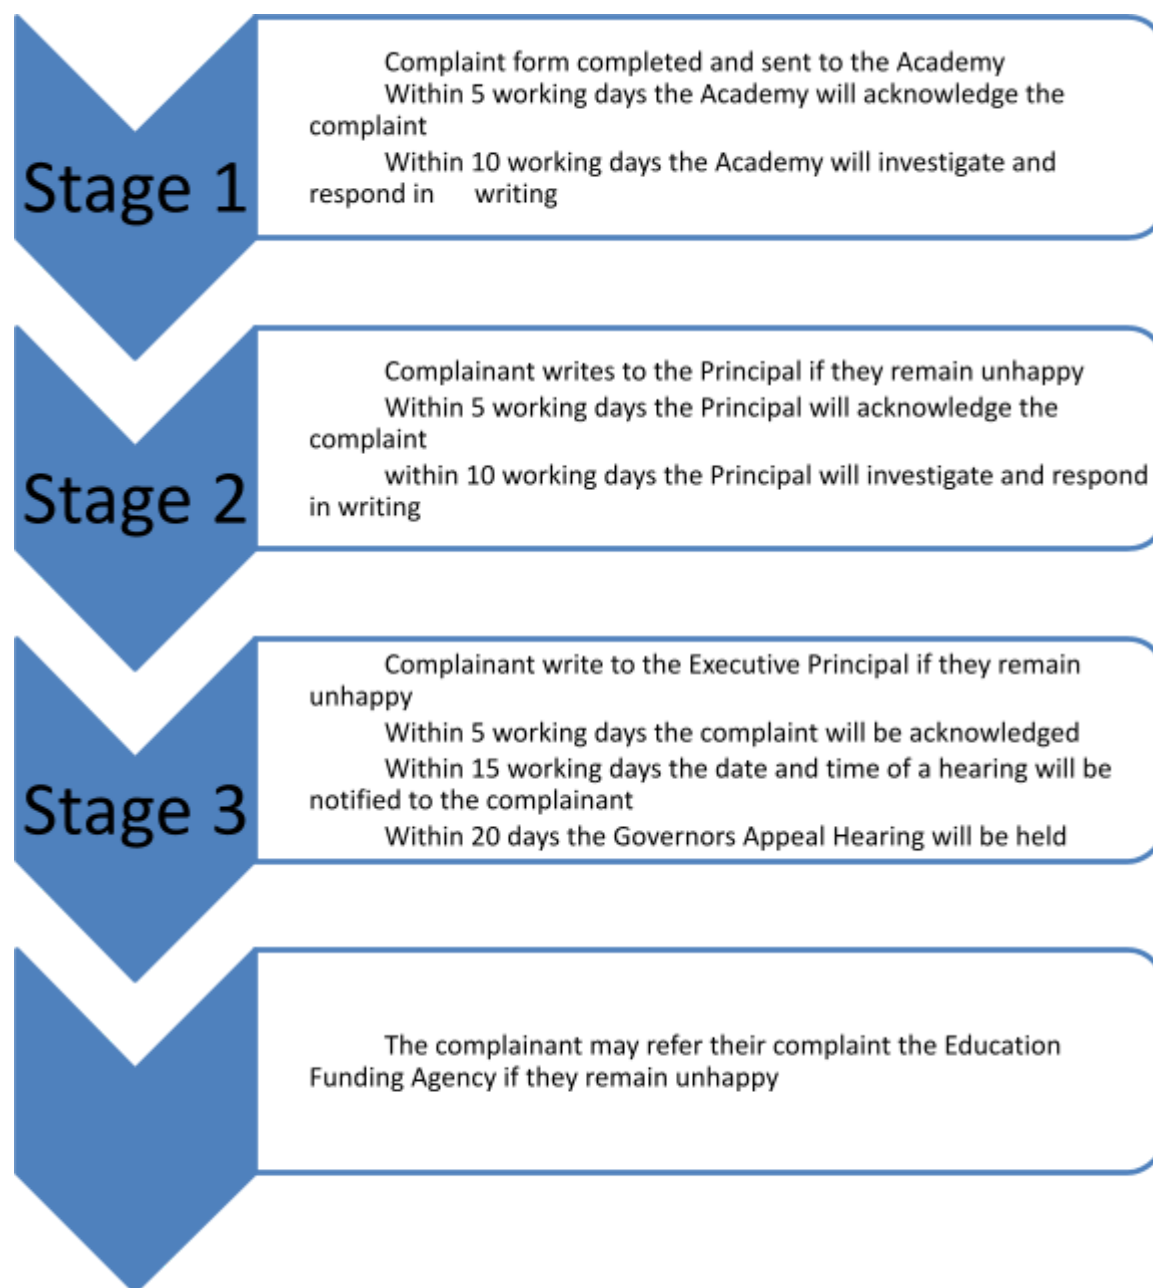 Stage 1
Complaint form completed and sent to the Academy
Within 5 working days the Academy will acknowledge the
complaint
Within 10 working days the Academy will investigate and
respond in writing
Stage 2
Complainant writes to the Principal if they remain unhappy
Within 5 working days the Principal will acknowledge the
complaint
within 10 working days the Principal will investigate and respond
in writing
Stage 3
Complainant write to the Executive Principal if they remain
unhappy
Within 5 working days the complaint will be acknowledged
Within 15 working days the date and time of a hearing will be
notified to the complainant
Within 20 days the Governors Appeal Hearing will be held
The complainant may refer their complaint the Education
Funding Agency if they remain unhappy